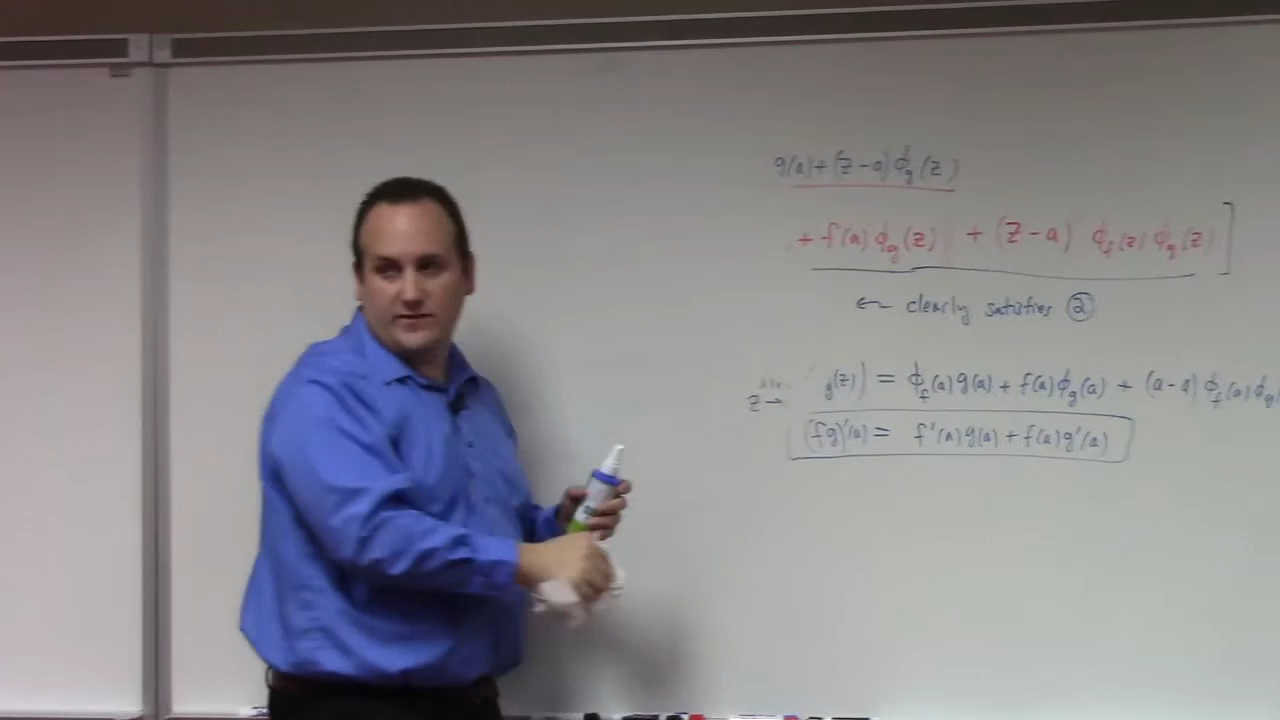 g(a)+(z-a)ϕ_g(z)
+ f(a)ϕ_g(z) + (z-a) ϕ_f(z)ϕ_g(z) ]
← clearly satisfies ②
z→ g(z)) = ϕ_f(a)g(a) + f(a)ϕ_g(a) + (a-a)ϕ_f(a)ϕ_g
(fg)'(a) = f'(a)g(a) + f(a)g'(a)